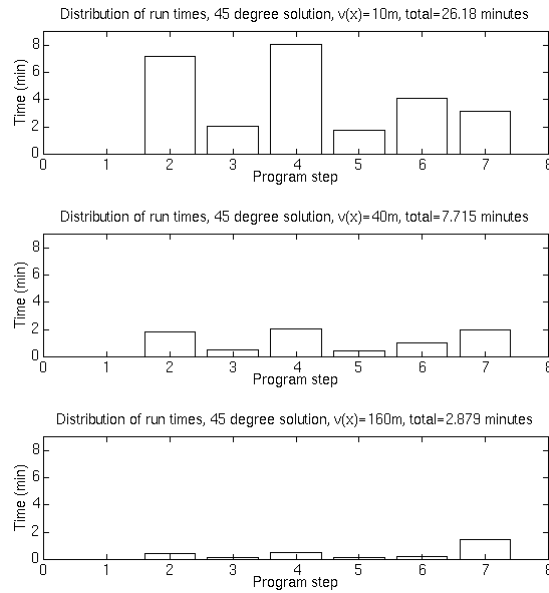 Distribution of run times, 45 degree solution, v(x)=10m, total=26.18 minutes
Time (min)
8
6
4
2
0
0 1 2 3 4 5 6 7 8
Program step
Distribution of run times, 45 degree solution, v(x)=40m, total=7.715 minutes
Time (min)
8
6
4
2
0
0 1 2 3 4 5 6 7 8
Program step
Distribution of run times, 45 degree solution, v(x)=160m, total=2.879 minutes
Time (min)
8
6
4
2
0
0 1 2 3 4 5 6 7 8
Program step